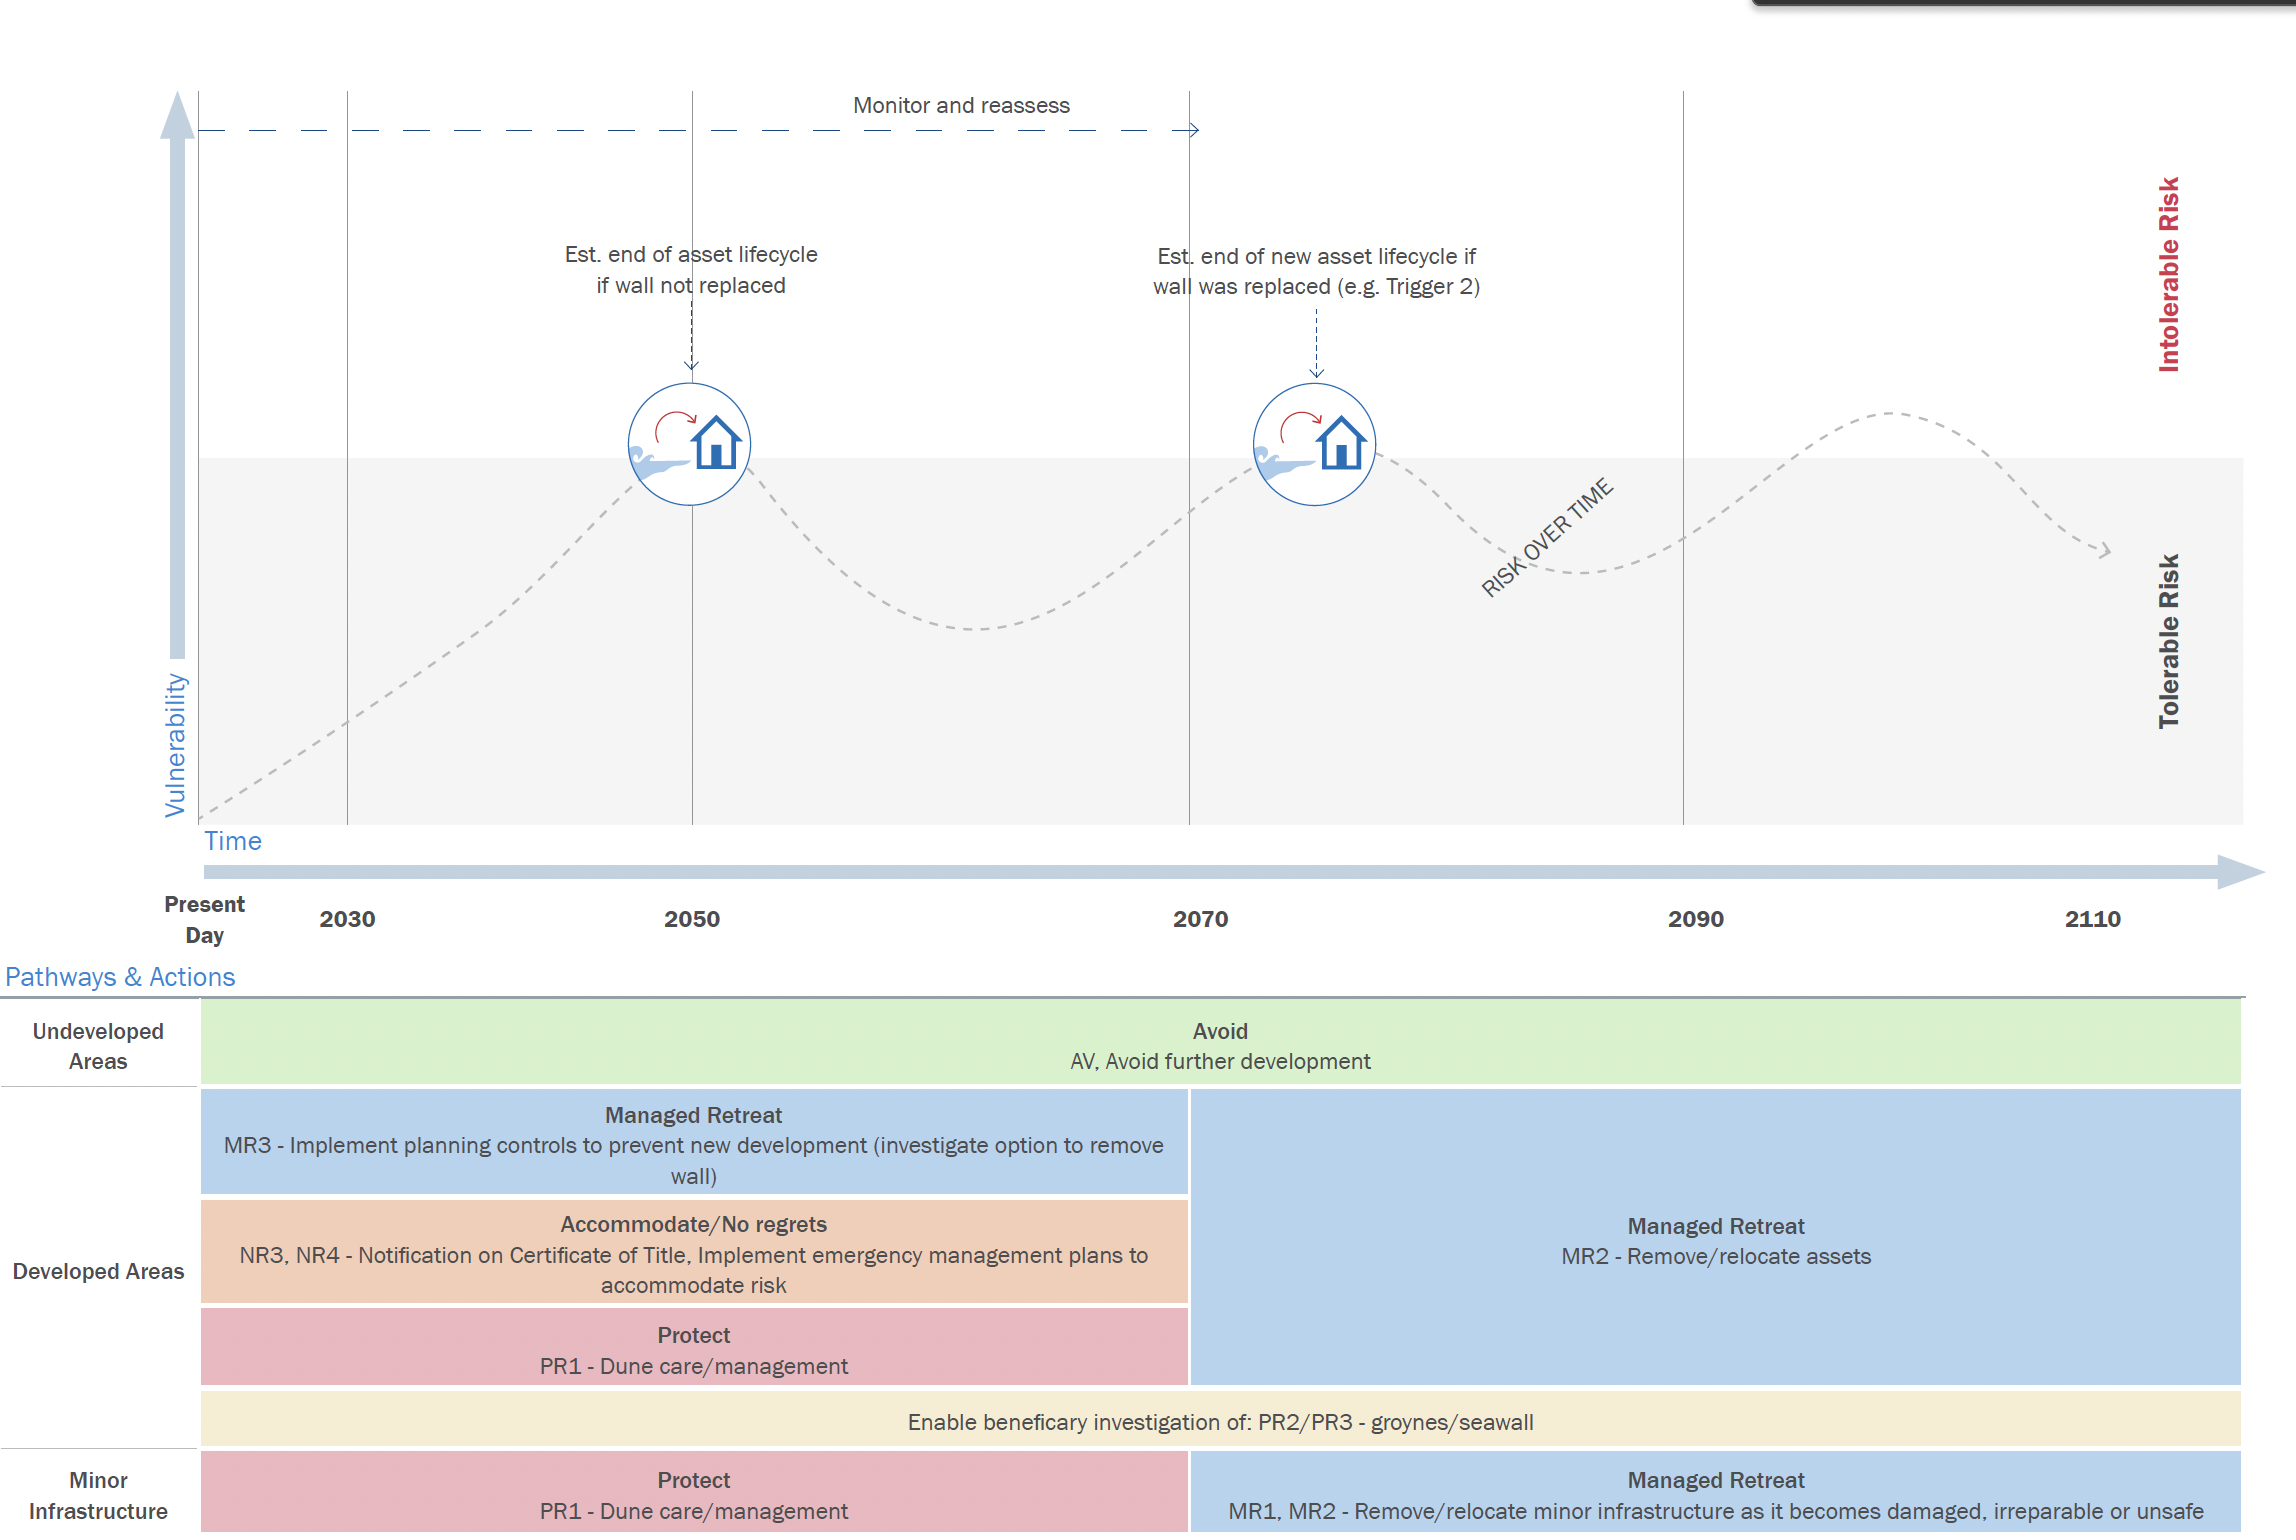 Monitor and reassess
Est. end of asset lifecycle
if wall not replaced
Est. end of new asset lifecycle if
wall was replaced (e.g. Trigger 2)
Intolerable Risk
RISK OVER TIME
Tolerable Risk
Vulnerability
Time
Present
Day
2030
2050
2070
2090
2110
Pathways & Actions
Undeveloped
Areas
Avoid
AV, Avoid further development
Developed Areas
Managed Retreat
MR3 - Implement planning controls to prevent new development (investigate option to remove
wall)
Accommodate/No regrets
NR3, NR4 - Notification on Certificate of Title, Implement emergency management plans to
accommodate risk
Protect
PR1 - Dune care/management
Managed Retreat
MR2 - Remove/relocate assets
Enable beneficary investigation of: PR2/PR3 - groynes/seawall
Minor
Infrastructure
Protect
PR1 - Dune care/management
Managed Retreat
MR1, MR2 - Remove/relocate minor infrastructure as it becomes damaged, irreparable or unsafe